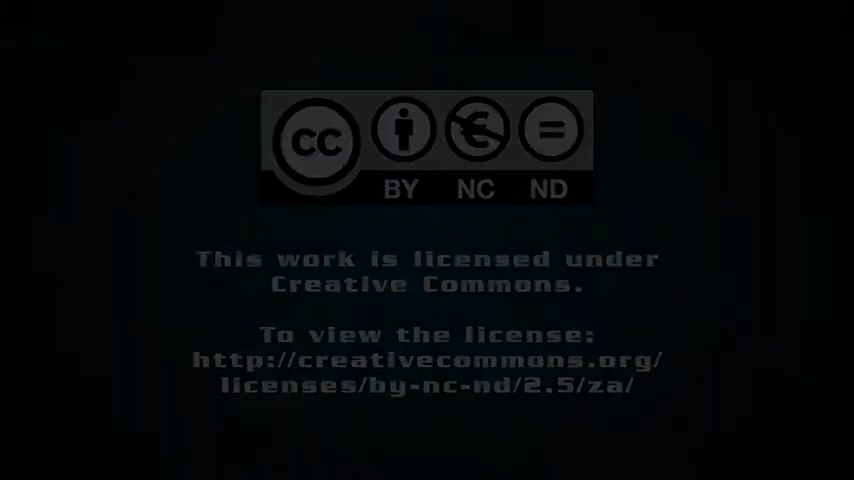 CC
BY NC ND
This work is licensed under
Creative Commons.
To view the license:
http://creativecommons.org/
licenses/by-nc-nd/2.5/za/